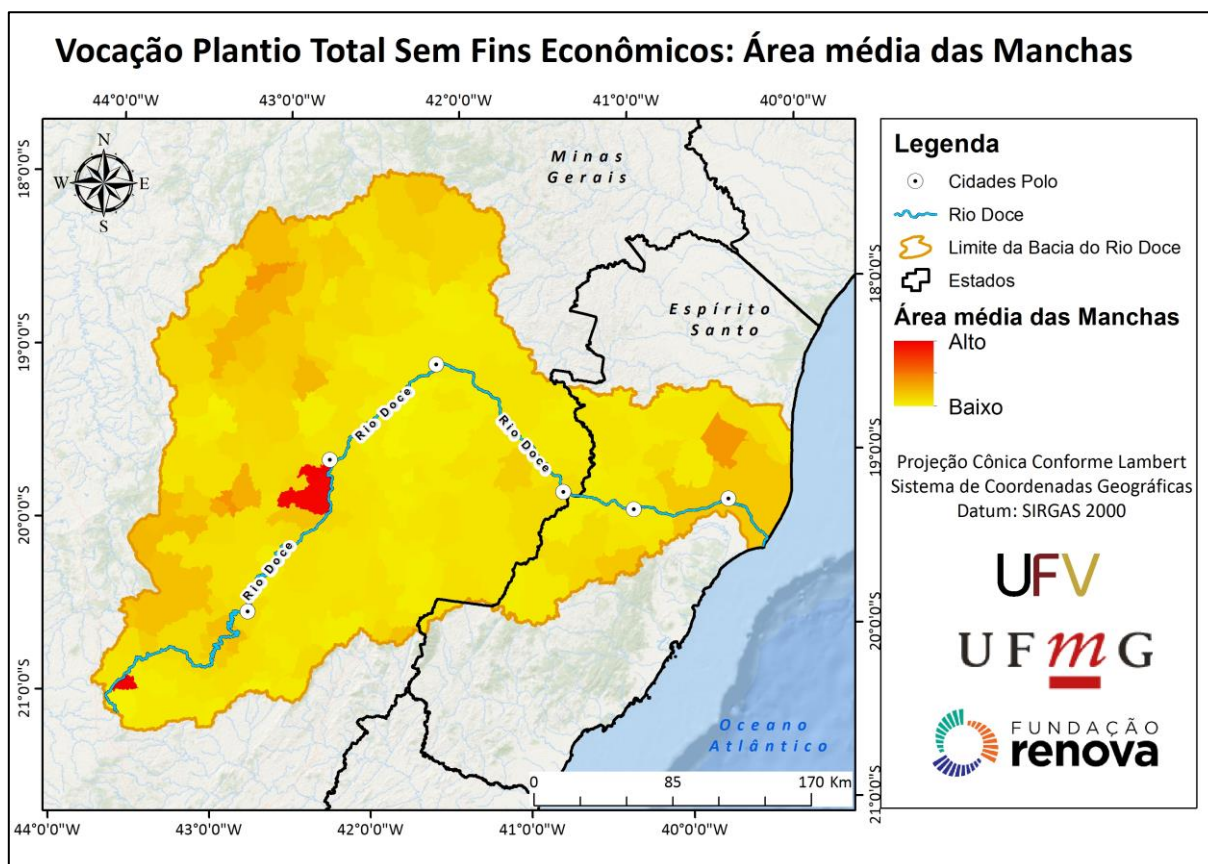 Vocação Plantio Total Sem Fins Econômicos: Área média das Manchas
44°0'0"W 43°0'0"W 42°0'0"W 41°0'0"W 40°0'0"W
N
W E
S
18°0'0"S
19°0'0"S
20°0'0"S
21°0'0"S
Minas
Gerais
Espírito
Santo
Rio Doce
Rio Doce
Rio Doce
Oceano
Atlântico
0 85 170 Km
18°0'0"S
19°0'0"S
20°0'0"S
21°0'0"S
44°0'0"W 43°0'0"W 42°0'0"W 41°0'0"W 40°0'0"W
Legenda
Cidades Polo
Rio Doce
Limite da Bacia do Rio Doce
Estados
Área média das Manchas
Alto
Baixo
Projeção Cônica Conforme Lambert
Sistema de Coordenadas Geográficas
Datum: SIRGAS 2000
UFV
UFmG
FUNDAÇÃO
renova